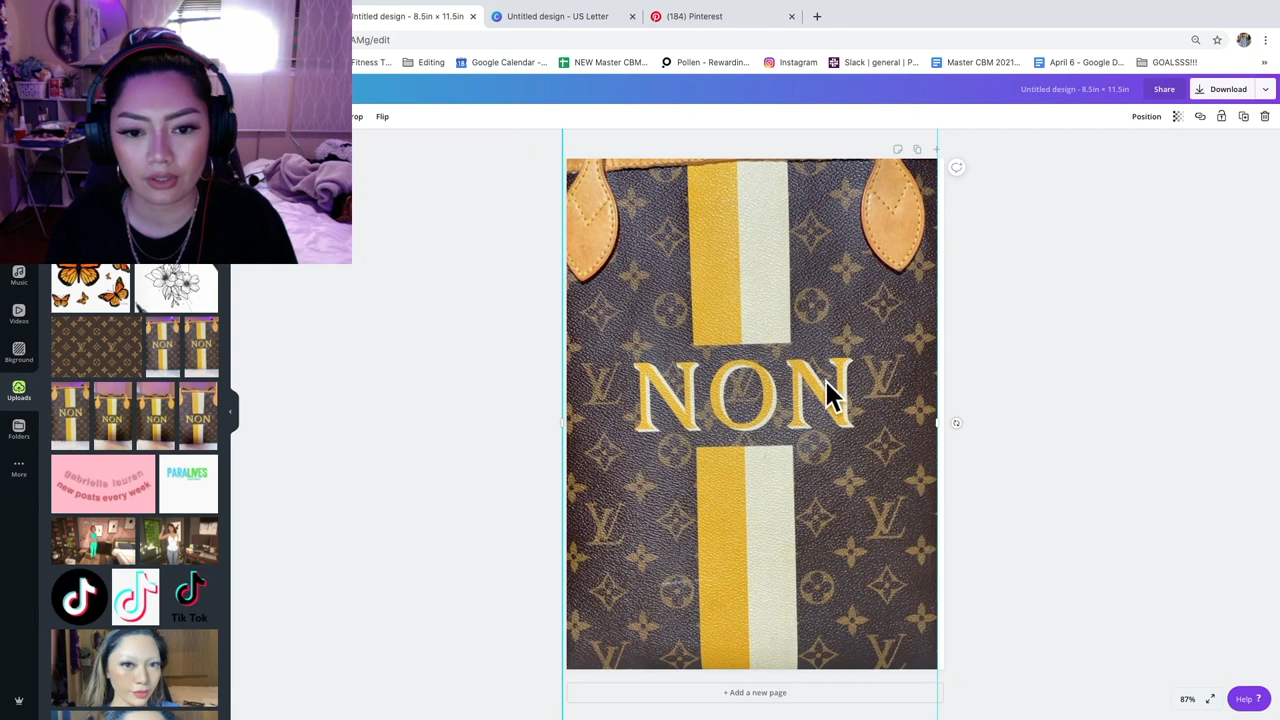 Untitled design - 8.5in × 11.5in
Untitled design - US Letter
(184) Pinterest
AMg/edit
Fitness T...
Editing
Google Calendar -...
NEW Master CBM...
Pollen - Rewardin...
Instagram
Slack | general | P...
Master CBM 2021...
April 6 - Google D...
GOALSSS!!!
Untitled design - 8.5in × 11.5in
Share
Download
rop
Flip
Position
Music
Videos
Bkground
Uploads
Folders
More
NON
NON
NON
NON
NON
NON
gabrielle lauren
new posts every week
PARALIVES
Tik Tok
NON
+ Add a new page
87%
Help ?